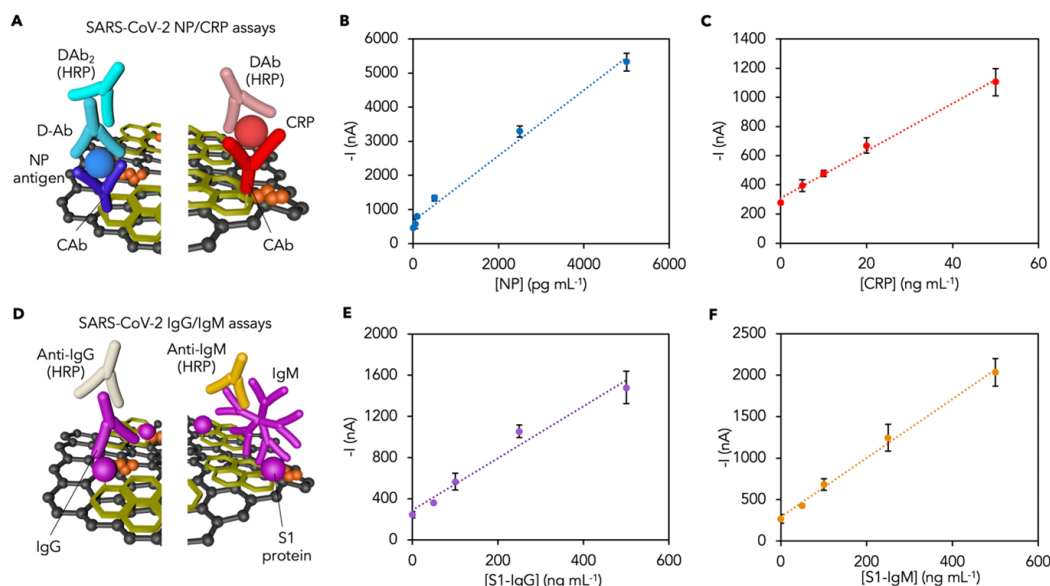 A
SARS-CoV-2 NP/CRP assays
DAb2
(HRP)
DAb
(HRP)
D-Ab
CRP
NP
antigen
CAb
CAb
B
-I (nA)
6000
5000
4000
3000
2000
1000
0
0 2000 4000 6000
[NP] (pg mL-1)
C
-I (nA)
1400
1200
1000
800
600
400
200
0
0 20 40 60
[CRP] (ng mL-1)
D
SARS-CoV-2 IgG/IgM assays
Anti-IgG
(HRP)
Anti-IgM
(HRP)
IgM
IgG
S1
protein
E
-I (nA)
2000
1600
1200
800
400
0
0 200 400 600
[S1-IgG] (ng mL-1)
F
-I (nA)
2500
2000
1500
1000
500
0
0 200 400 600
[S1-IgM] (ng mL-1)